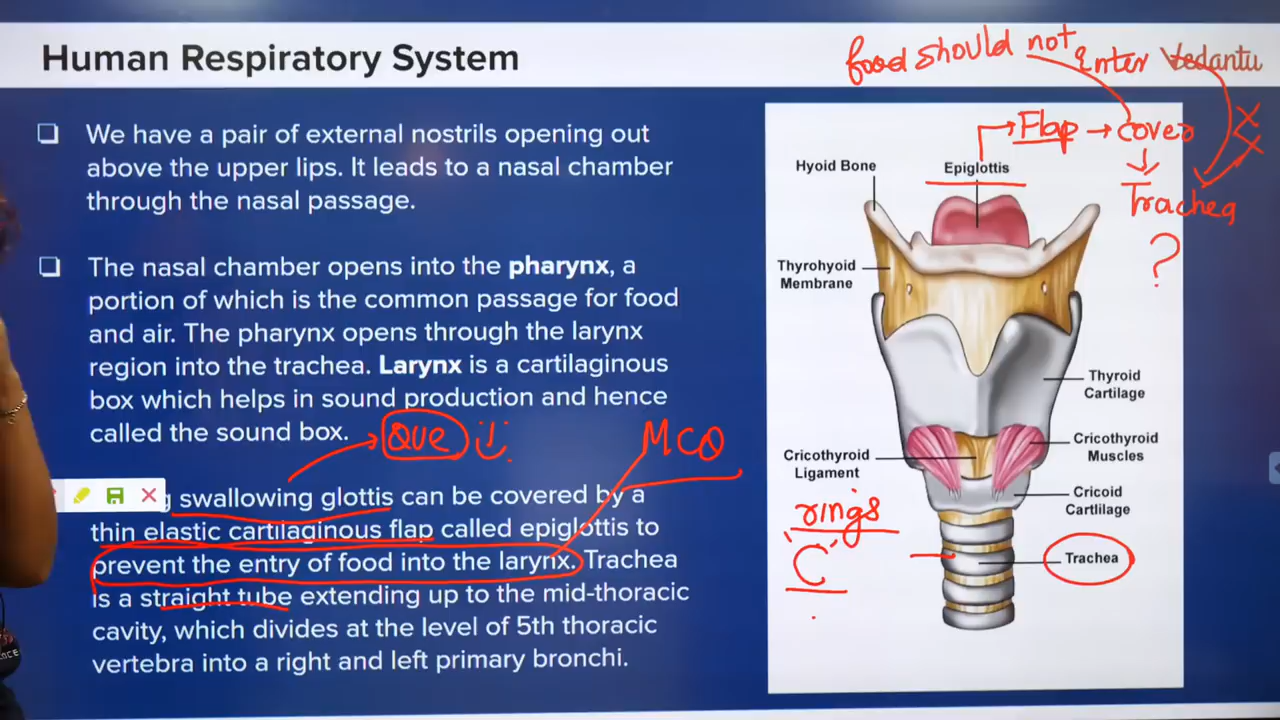 Human Respiratory System
food should not Enter Vedantu
We have a pair of external nostrils opening out
above the upper lips. It leads to a nasal chamber
through the nasal passage.
The nasal chamber opens into the pharynx, a
portion of which is the common passage for food
and air. The pharynx opens through the larynx
region into the trachea. Larynx is a cartilaginous
box which helps in sound production and hence
called the sound box.
QUE
MCQ
swallowing glottis can be covered by a
thin elastic cartilaginous flap called epiglottis to
prevent the entry of food into the larynx. Trachea
is a straight tube extending up to the mid-thoracic
cavity, which divides at the level of 5th thoracic
vertebra into a right and left primary bronchi.
Flap → cover
Trachea
?
Hyoid Bone
Epiglottis
Thyrohyoid
Membrane
Thyroid
Cartilage
Cricothyroid
Muscles
Cricothyroid
Ligament
Cricoid
Cartlilage
rings
'C'
Trachea